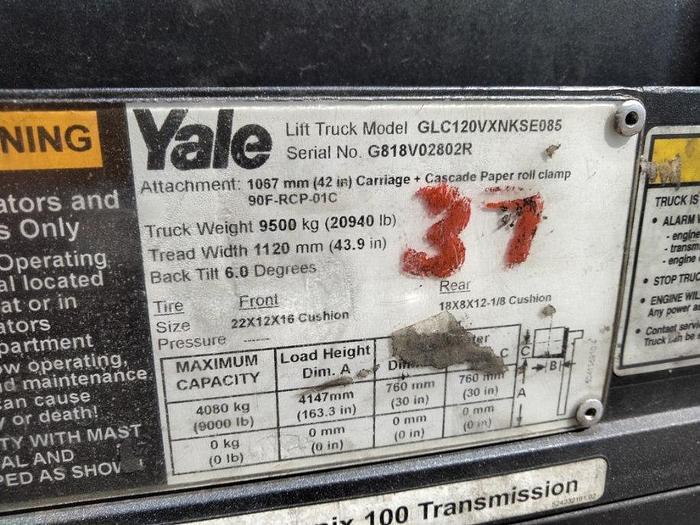 NING
ators and
s Only
Operating
al located
at or in
ators
partment
ow operating,
d maintenance
can cause
y or death!
TY WITH MAST
AL AND
PED AS SHOW
Yale
Lift Truck Model GLC120VXNKSE085
Serial No. G818V02802R
Attachment: 1067 mm (42 in) Carriage + Cascade Paper roll clamp
90F-RCP-01C
Truck Weight 9500 kg (20940 lb)
Tread Width 1120 mm (43.9 in)
Back Tilt 6.0 Degrees
37
Tire Front Rear
Size 22X12X16 Cushion 18X8X12-1/8 Cushion
Pressure -----
MAXIMUM CAPACITY Load Height Dim. A
C
4080 kg (9000 lb) 4147mm (163.3 in) 760 mm (30 in) 760 mm (30 in)
0 kg (0 lb) 0 mm (0 in) 0 mm (0 in) 0 mm (0 in)
C
B
A
TRUCK IS
• ALARM
- engine
- transm
- engine
• STOP TRUC
• ENGINE WILL
Any power
• Contact servi
Truck can be
100 Transmission